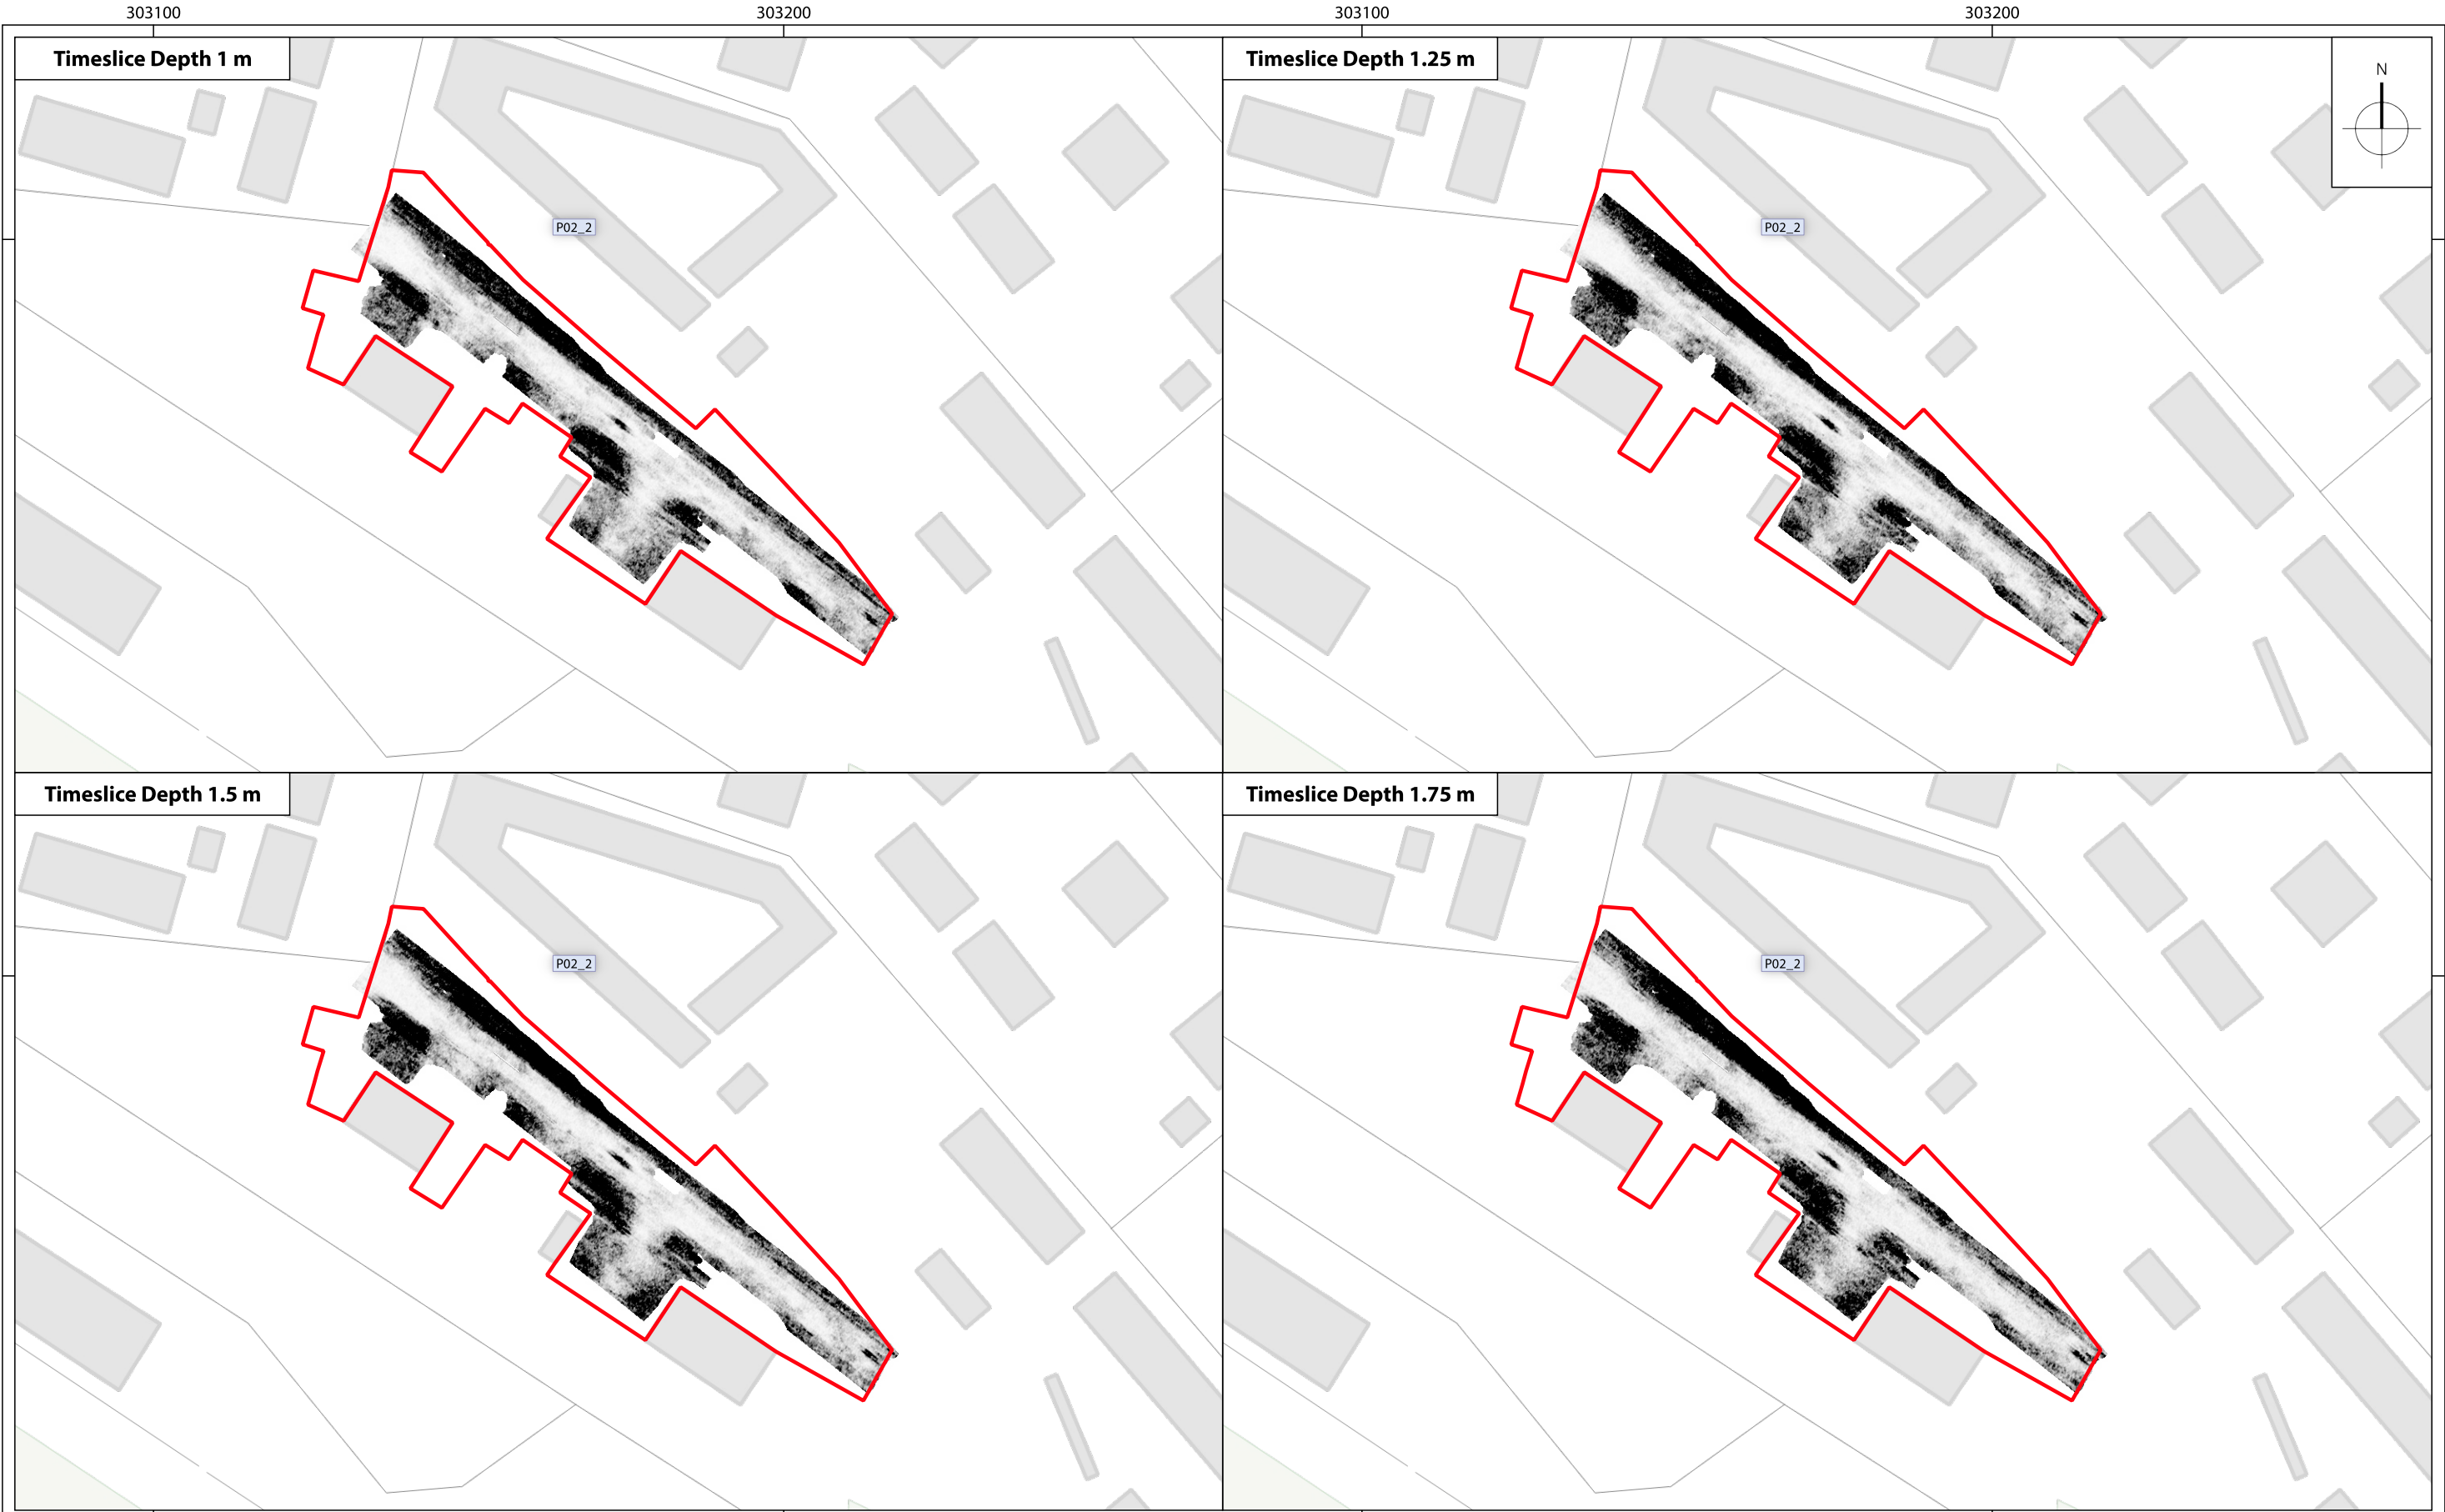 303100
303200
303100
303200
Timeslice Depth 1 m
Timeslice Depth 1.25 m
N
P02_2
P02_2
Timeslice Depth 1.5 m
Timeslice Depth 1.75 m
P02_2
P02_2